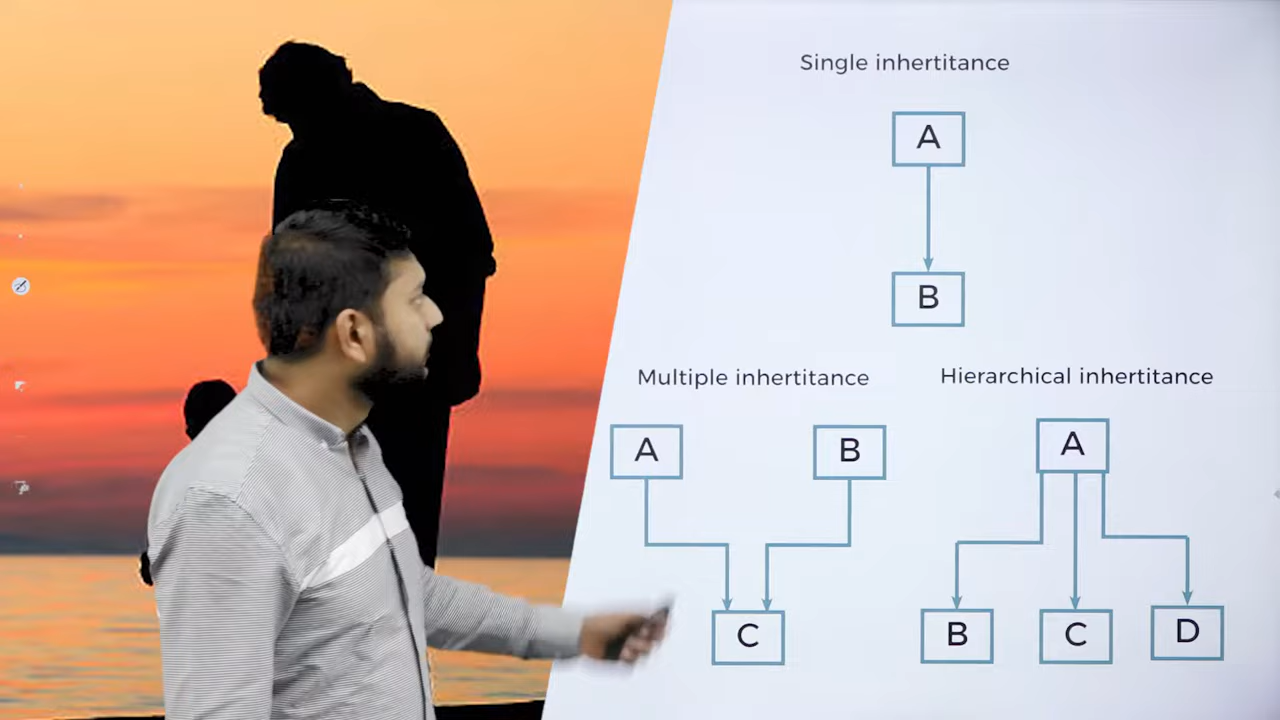 Single inhertitance
A
B
Multiple inhertitance
A B
C
Hierarchical inhertitance
A
B C D